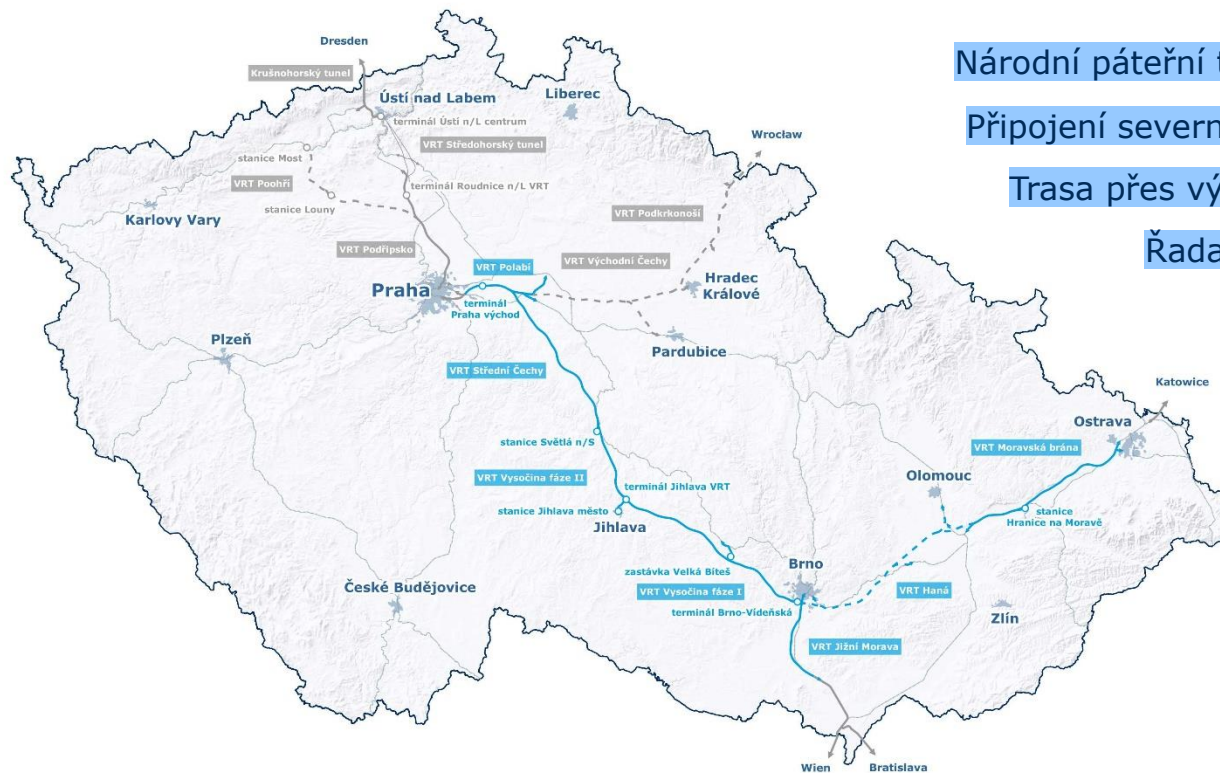 Dresden
Krušnohorský tunel
Ústí nad Labem
Liberec
terminál Ústí n/L centrum
VRT Středohorský tunel
stanice Most
Wrocław
VRT Poohří
terminál Roudnice n/L VRT
stanice Louny
Karlovy Vary
VRT Podkrkonoší
VRT Podřipsko
VRT Polabí
VRT Východní Čechy
Praha
Hradec
Králové
terminál
Praha východ
Plzeň
Pardubice
VRT Střední Čechy
Katowice
Ostrava
stanice Světlá n/S
VRT Moravská brána
VRT Vysočina fáze II
Olomouc
terminál Jihlava VRT
stanice Jihlava město
stanice
Hranice na Moravě
Jihlava
zastávka Velká Bíteš
Brno
České Budějovice
VRT Vysočina fáze I
VRT Haná
terminál Brno-Vídeňská
Zlín
VRT Jižní Morava
Wien
Bratislava
Národní páteřní
Připojení severn
Trasa přes vý
Řada